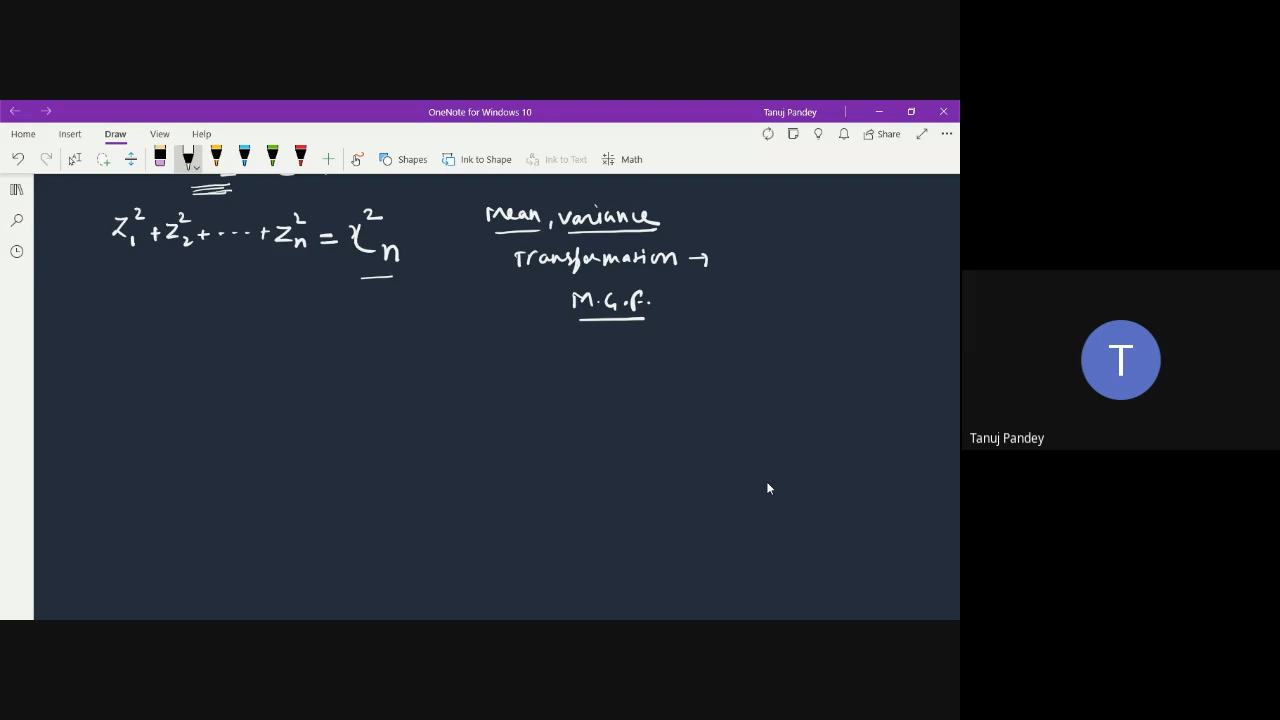 OneNote for Windows 10
Tanuj Pandey
Home Insert Draw View Help
Share
Shapes Ink to Shape Ink to Text Math
Z₁² + Z₂² + ---- + Zₙ² = χ²ₙ
mean, variance
Transformation →
M.G.F.
T
Tanuj Pandey